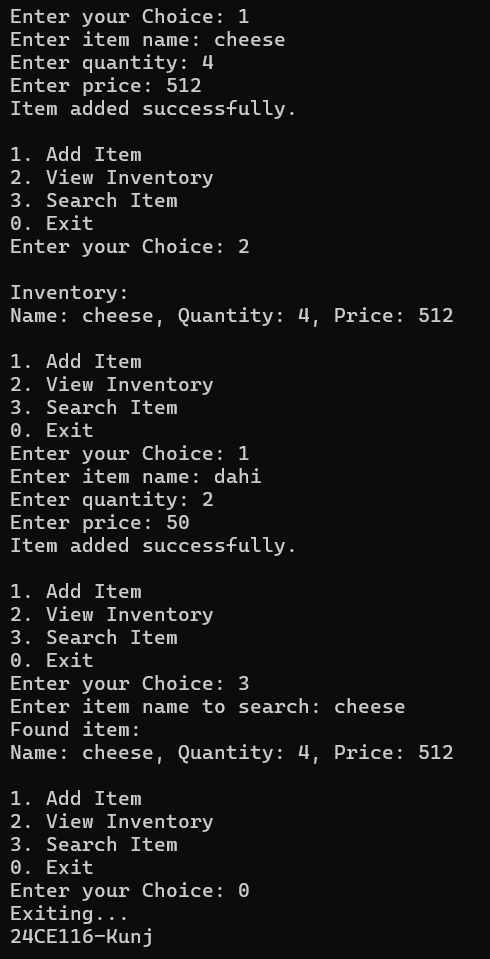 Enter your Choice: 1
Enter item name: cheese
Enter quantity: 4
Enter price: 512
Item added successfully.

1. Add Item
2. View Inventory
3. Search Item
0. Exit
Enter your Choice: 2

Inventory:
Name: cheese, Quantity: 4, Price: 512

1. Add Item
2. View Inventory
3. Search Item
0. Exit
Enter your Choice: 1
Enter item name: dahi
Enter quantity: 2
Enter price: 50
Item added successfully.

1. Add Item
2. View Inventory
3. Search Item
0. Exit
Enter your Choice: 3
Enter item name to search: cheese
Found item:
Name: cheese, Quantity: 4, Price: 512

1. Add Item
2. View Inventory
3. Search Item
0. Exit
Enter your Choice: 0
Exiting...
24CE116-Kunj